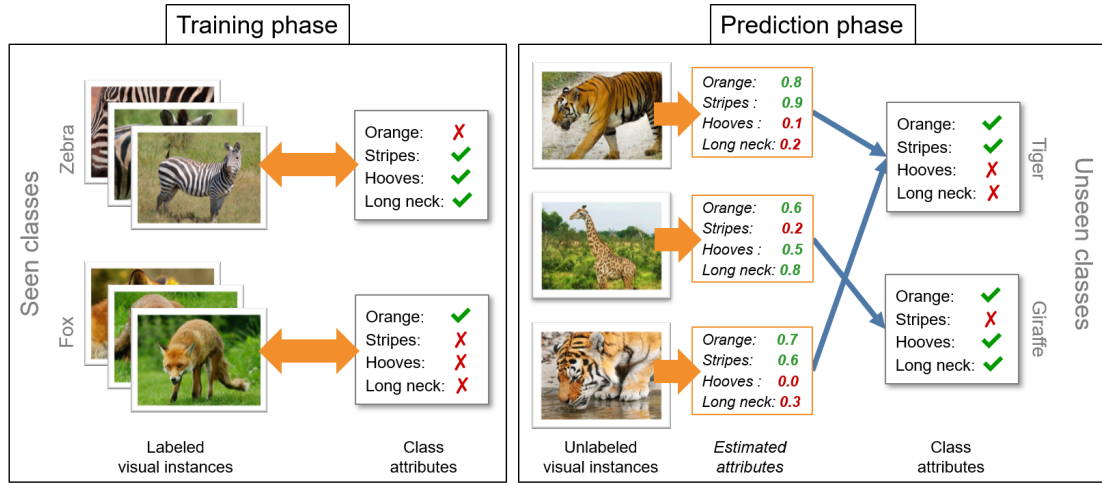 Training phase
Seen classes
Zebra
Orange: ✗
Stripes: ✓
Hooves: ✓
Long neck: ✓
Fox
Orange: ✓
Stripes: ✗
Hooves: ✗
Long neck: ✗
Labeled
visual instances
Class
attributes
Prediction phase
Orange: 0.8
Stripes : 0.9
Hooves : 0.1
Long neck: 0.2
Orange: 0.6
Stripes: 0.2
Hooves : 0.5
Long neck: 0.8
Orange: 0.7
Stripes: 0.6
Hooves : 0.0
Long neck: 0.3
Orange: ✓
Stripes: ✓
Hooves: ✗
Long neck: ✗
Tiger
Orange: ✓
Stripes: ✗
Hooves: ✓
Long neck: ✓
Giraffe
Unseen classes
Unlabeled
visual instances
Estimated
attributes
Class
attributes